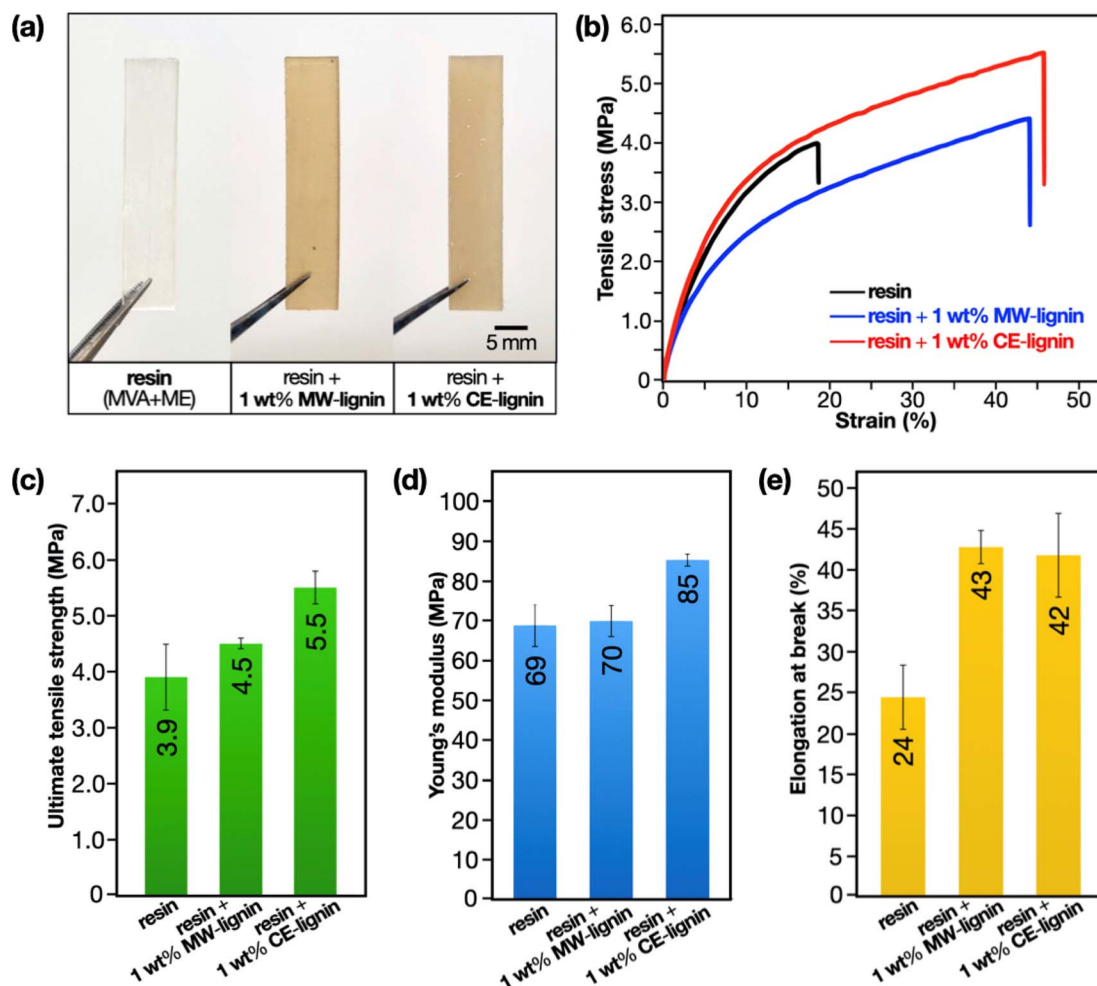 (a)
resin
(MVA+ME)
resin +
1 wt% MW-lignin
resin +
1 wt% CE-lignin
5 mm
(b)
Tensile stress (MPa)
6.0
5.0
4.0
3.0
2.0
1.0
0
0
10
20
30
40
50
Strain (%)
resin
resin + 1 wt% MW-lignin
resin + 1 wt% CE-lignin
(c)
Ultimate tensile strength (MPa)
7.0
6.0
5.0
4.0
3.0
2.0
1.0
0
3.9
4.5
5.5
resin
resin +
1 wt% MW-lignin
resin +
1 wt% CE-lignin
(d)
Young's modulus (MPa)
100
90
80
70
60
50
40
30
20
10
0
69
70
85
resin
resin +
1 wt% MW-lignin
resin +
1 wt% CE-lignin
(e)
Elongation at break (%)
50
45
40
35
30
25
20
15
10
5
0
24
43
42
resin
resin +
1 wt% MW-lignin
resin +
1 wt% CE-lignin